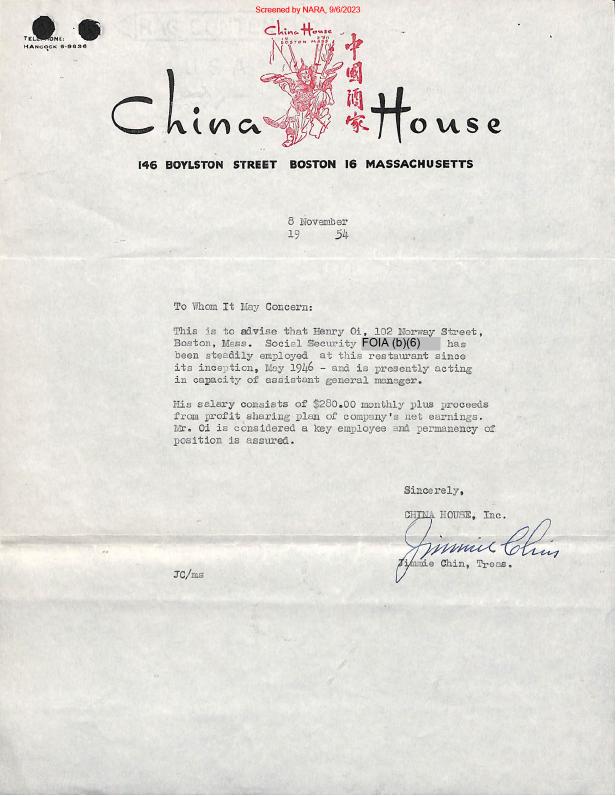 Screened by NARA, 9/6/2023
TELEPHONE:
HANCOCK 6-9836
China House
IN
BOSTON MASS
中國酒家
China House
146 BOYLSTON STREET BOSTON 16 MASSACHUSETTS
8 November
19 54
To Whom It May Concern:
This is to advise that Henry Oi, 102 Norway Street,
Boston, Mass. Social Security FOIA (b)(6) has
been steadily employed at this restaurant since
its inception, May 1946 - and is presently acting
in capacity of assistant general manager.
His salary consists of $280.00 monthly plus proceeds
from profit sharing plan of company's net earnings.
Mr. Oi is considered a key employee and permanency of
position is assured.
Sincerely,
CHINA HOUSE, Inc.
Jimmie Chin
Jimmie Chin, Treas.
JC/ms